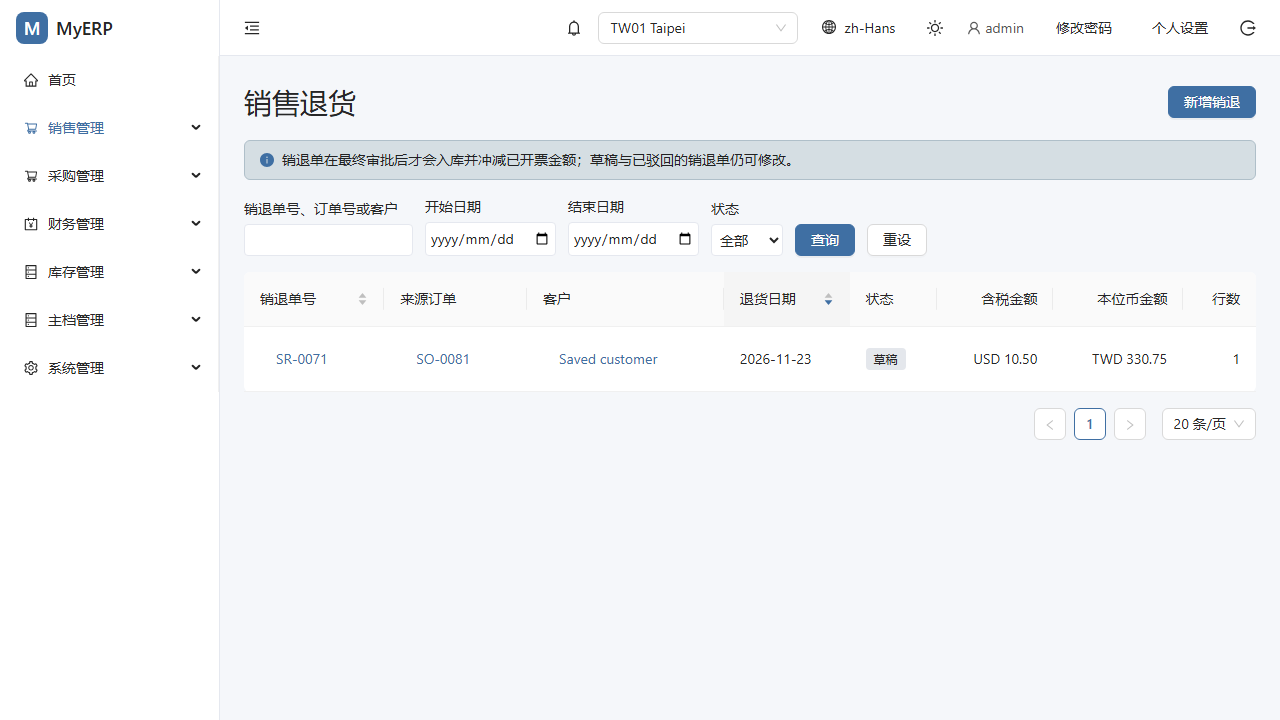 M MyERP
TW01 Taipei
zh-Hans
admin
修改密码
个人设置
首页
销售管理
采购管理
财务管理
库存管理
主档管理
系统管理
销售退货
新增销退
销退单在最终审批后才会入库并冲减已开票金额；草稿与已驳回的销退单仍可修改。
销退单号、订单号或客户
开始日期
结束日期
状态
yyyy/mm/dd
yyyy/mm/dd
全部
查询
重设
销退单号 来源订单 客户 退货日期 状态 含税金额 本位币金额 行数
SR-0071 SO-0081 Saved customer 2026-11-23 草稿 USD 10.50 TWD 330.75 1
1
20 条/页